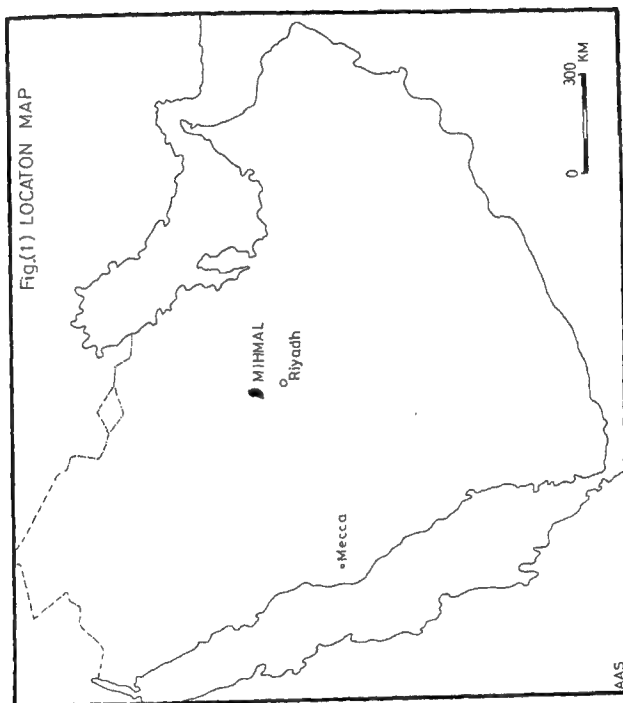 Fig.(1) LOCATON MAP
MIHMAL
Riyadh
Mecca
0 300 KM
AAS